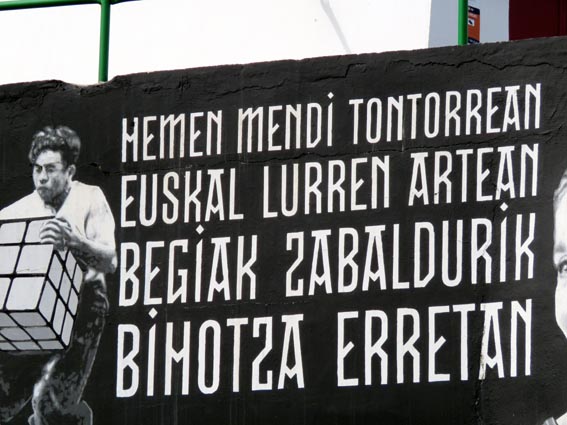 HEMEN MENDI TONTORREAN
EUSKAL LURREN ARTEAN
BEGIAK ZABALDURIK
BIHOTZA ERRETAN